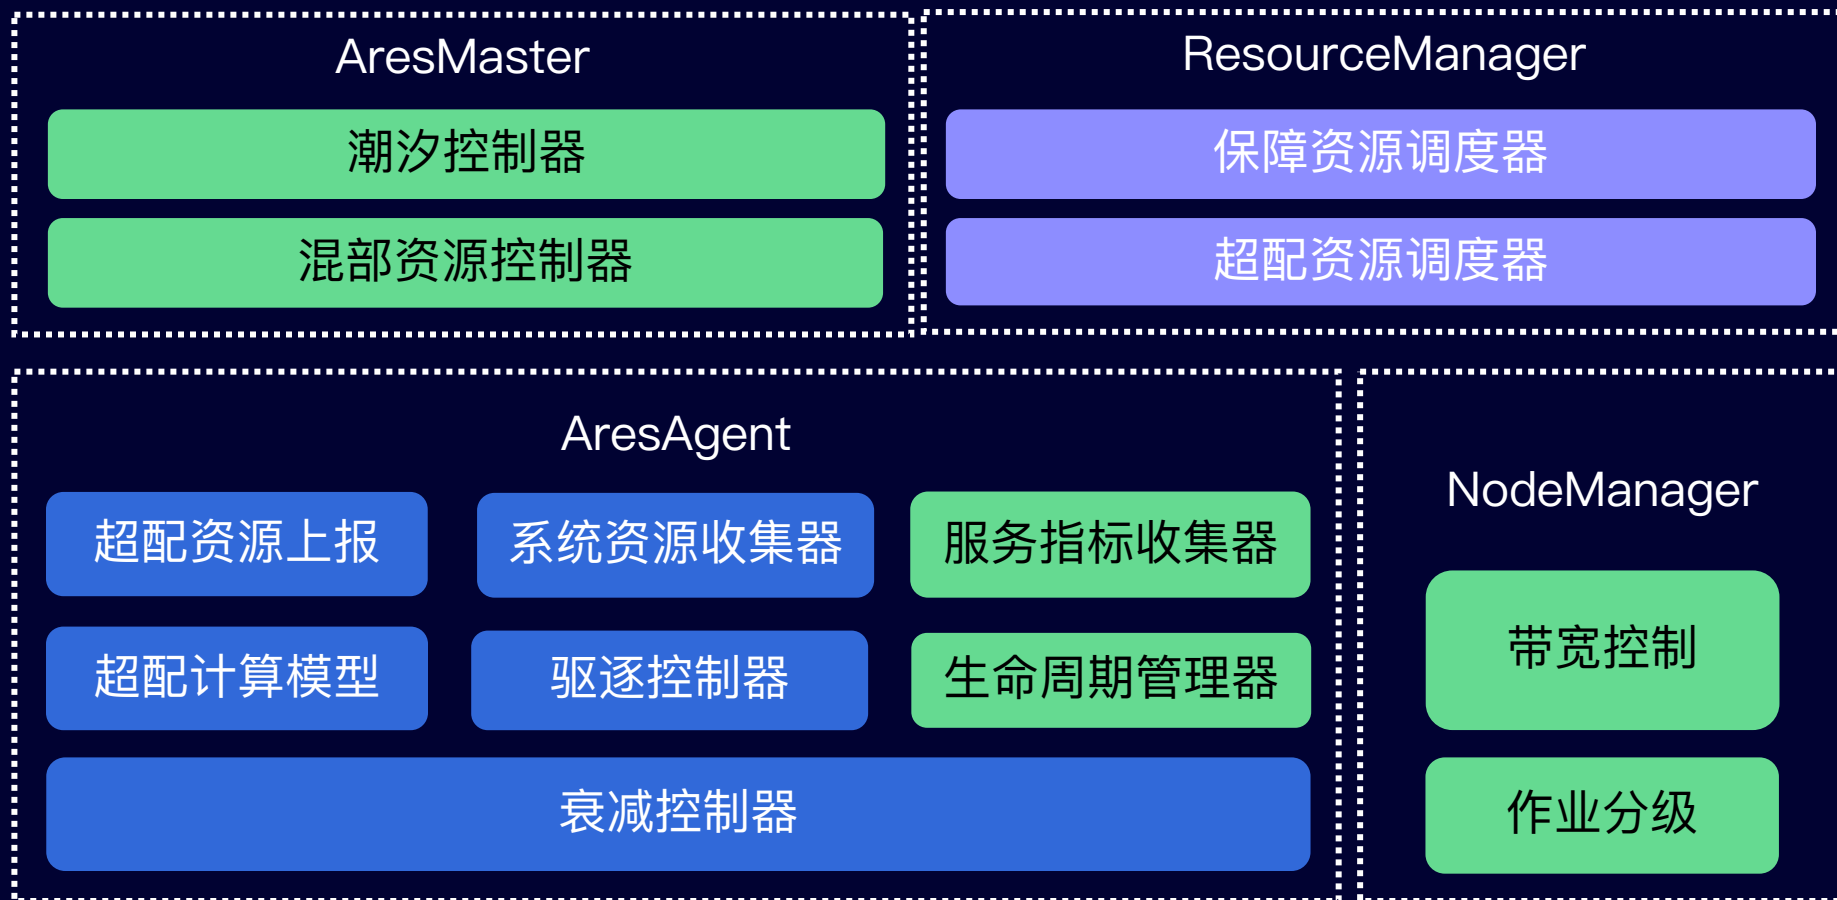 AresMaster
潮汐控制器
混部资源控制器
ResourceManager
保障资源调度器
超配资源调度器
AresAgent
超配资源上报
系统资源收集器
服务指标收集器
超配计算模型
驱逐控制器
生命周期管理器
衰减控制器
NodeManager
带宽控制
作业分级